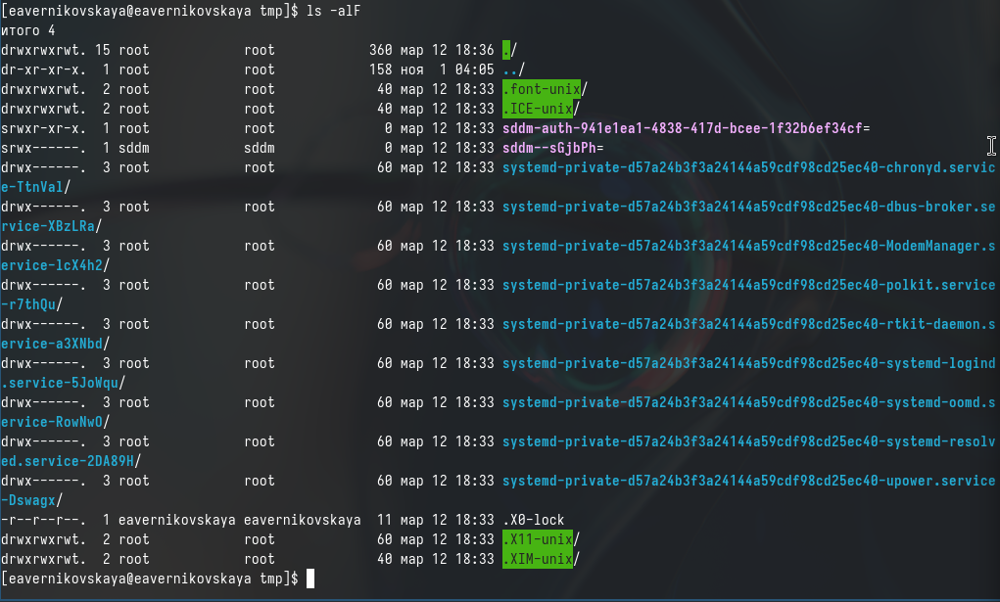 [eavernikovskaya@eavernikovskaya tmp]$ ls -alF
итого 4
drwxrwxrwt. 15 root            root            360 мар 12 18:36 ./
dr-xr-xr-x.  1 root            root            158 ноя  1 04:05 ../
drwxrwxrwt.  2 root            root             40 мар 12 18:33 .font-unix/
drwxrwxrwt.  2 root            root             40 мар 12 18:33 .ICE-unix/
srwxr-xr-x.  1 root            root              0 мар 12 18:33 sddm-auth-941e1ea1-4838-417d-bcee-1f32b6ef34cf=
srwx------.  1 sddm            sddm              0 мар 12 18:33 sddm--sGjbPh=
drwx------.  3 root            root             60 мар 12 18:33 systemd-private-d57a24b3f3a24144a59cdf98cd25ec40-chronyd.servic
e-TtnVal/
drwx------.  3 root            root             60 мар 12 18:33 systemd-private-d57a24b3f3a24144a59cdf98cd25ec40-dbus-broker.se
rvice-XBzLRa/
drwx------.  3 root            root             60 мар 12 18:33 systemd-private-d57a24b3f3a24144a59cdf98cd25ec40-ModemManager.s
ervice-lcX4h2/
drwx------.  3 root            root             60 мар 12 18:33 systemd-private-d57a24b3f3a24144a59cdf98cd25ec40-polkit.service
-r7thQu/
drwx------.  3 root            root             60 мар 12 18:33 systemd-private-d57a24b3f3a24144a59cdf98cd25ec40-rtkit-daemon.s
ervice-a3XNbd/
drwx------.  3 root            root             60 мар 12 18:33 systemd-private-d57a24b3f3a24144a59cdf98cd25ec40-systemd-logind
.service-5JoWqu/
drwx------.  3 root            root             60 мар 12 18:33 systemd-private-d57a24b3f3a24144a59cdf98cd25ec40-systemd-oomd.s
ervice-RowNwO/
drwx------.  3 root            root             60 мар 12 18:33 systemd-private-d57a24b3f3a24144a59cdf98cd25ec40-systemd-resolv
ed.service-2DA89H/
drwx------.  3 root            root             60 мар 12 18:33 systemd-private-d57a24b3f3a24144a59cdf98cd25ec40-upower.service
-Dswagx/
-r--r--r--.  1 eavernikovskaya eavernikovskaya  11 мар 12 18:33 .X0-lock
drwxrwxrwt.  2 root            root             60 мар 12 18:33 .X11-unix/
drwxrwxrwt.  2 root            root             40 мар 12 18:33 .XIM-unix/
[eavernikovskaya@eavernikovskaya tmp]$